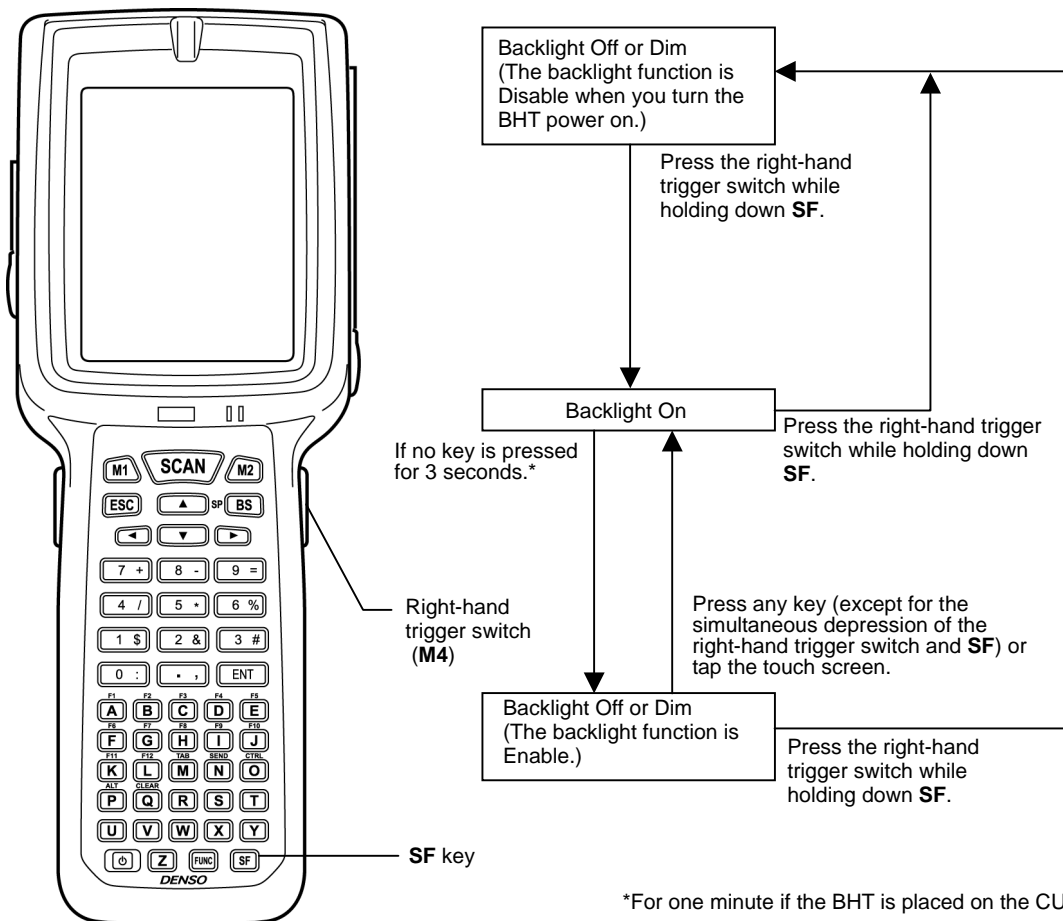 Backlight Off or Dim
(The backlight function is
Disable when you turn the
BHT power on.)
Press the right-hand
trigger switch while
holding down SF.
Backlight On
Press the right-hand trigger
switch while holding down
SF.
If no key is pressed
for 3 seconds.*
Press any key (except for the
simultaneous depression of the
right-hand trigger switch and SF) or
tap the touch screen.
Backlight Off or Dim
(The backlight function is
Enable.)
Press the right-hand
trigger switch while
holding down SF.
*For one minute if the BHT is placed on the CU
Right-hand
trigger switch
(M4)
SF key
M1 SCAN M2
ESC ▲ SP BS
◄ ▼ ►
7 + 8 - 9 =
4 / 5 * 6 %
1 $ 2 & 3 #
0 : . , ENT
F1 F2 F3 F4 F5
A B C D E
F6 F7 F8 F9 F10
F G H I J
F11 F12 TAB SEND CTRL
K L M N O
ALT CLEAR
P Q R S T
U V W X Y
Z FUNC SF
DENSO